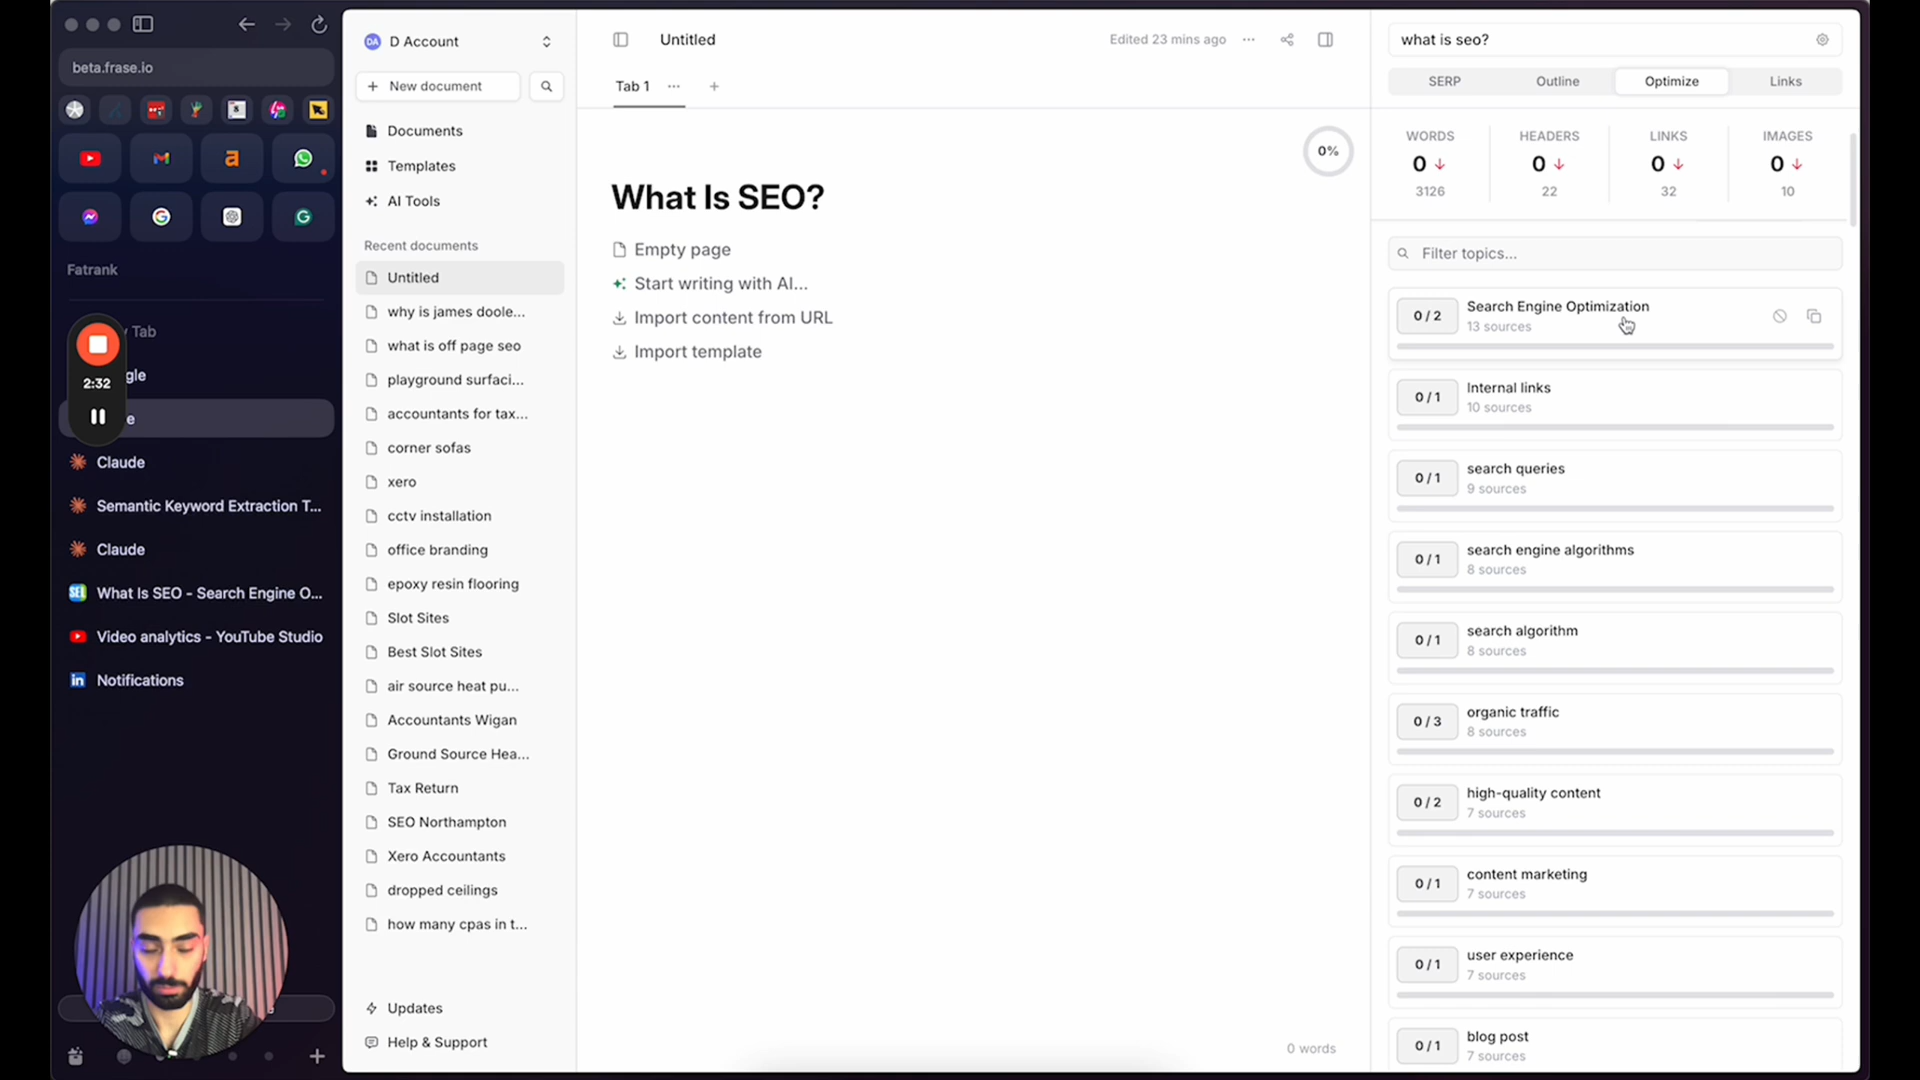 beta.frase.io
Fatrank
Tab
gle
2:32
e
Claude
Semantic Keyword Extraction T...
Claude
What Is SEO - Search Engine O...
Video analytics - YouTube Studio
Notifications
DA D Account
New document
Documents
Templates
AI Tools
Recent documents
Untitled
why is james doole...
what is off page seo
playground surfaci...
accountants for tax...
corner sofas
xero
cctv installation
office branding
epoxy resin flooring
Slot Sites
Best Slot Sites
air source heat pu...
Accountants Wigan
Ground Source Hea...
Tax Return
SEO Northampton
Xero Accountants
dropped ceilings
how many cpas in t...
Updates
Help & Support
Untitled
Edited 23 mins ago
Tab 1
0%
What Is SEO?
Empty page
Start writing with AI...
Import content from URL
Import template
0 words
what is seo?
SERP Outline Optimize Links
WORDS HEADERS LINKS IMAGES
0 ↓ 0 ↓ 0 ↓ 0 ↓
3126 22 32 10
Filter topics...
0 / 2 Search Engine Optimization
13 sources
0 / 1 Internal links
10 sources
0 / 1 search queries
9 sources
0 / 1 search engine algorithms
8 sources
0 / 1 search algorithm
8 sources
0 / 3 organic traffic
8 sources
0 / 2 high-quality content
7 sources
0 / 1 content marketing
7 sources
0 / 1 user experience
7 sources
0 / 1 blog post
7 sources